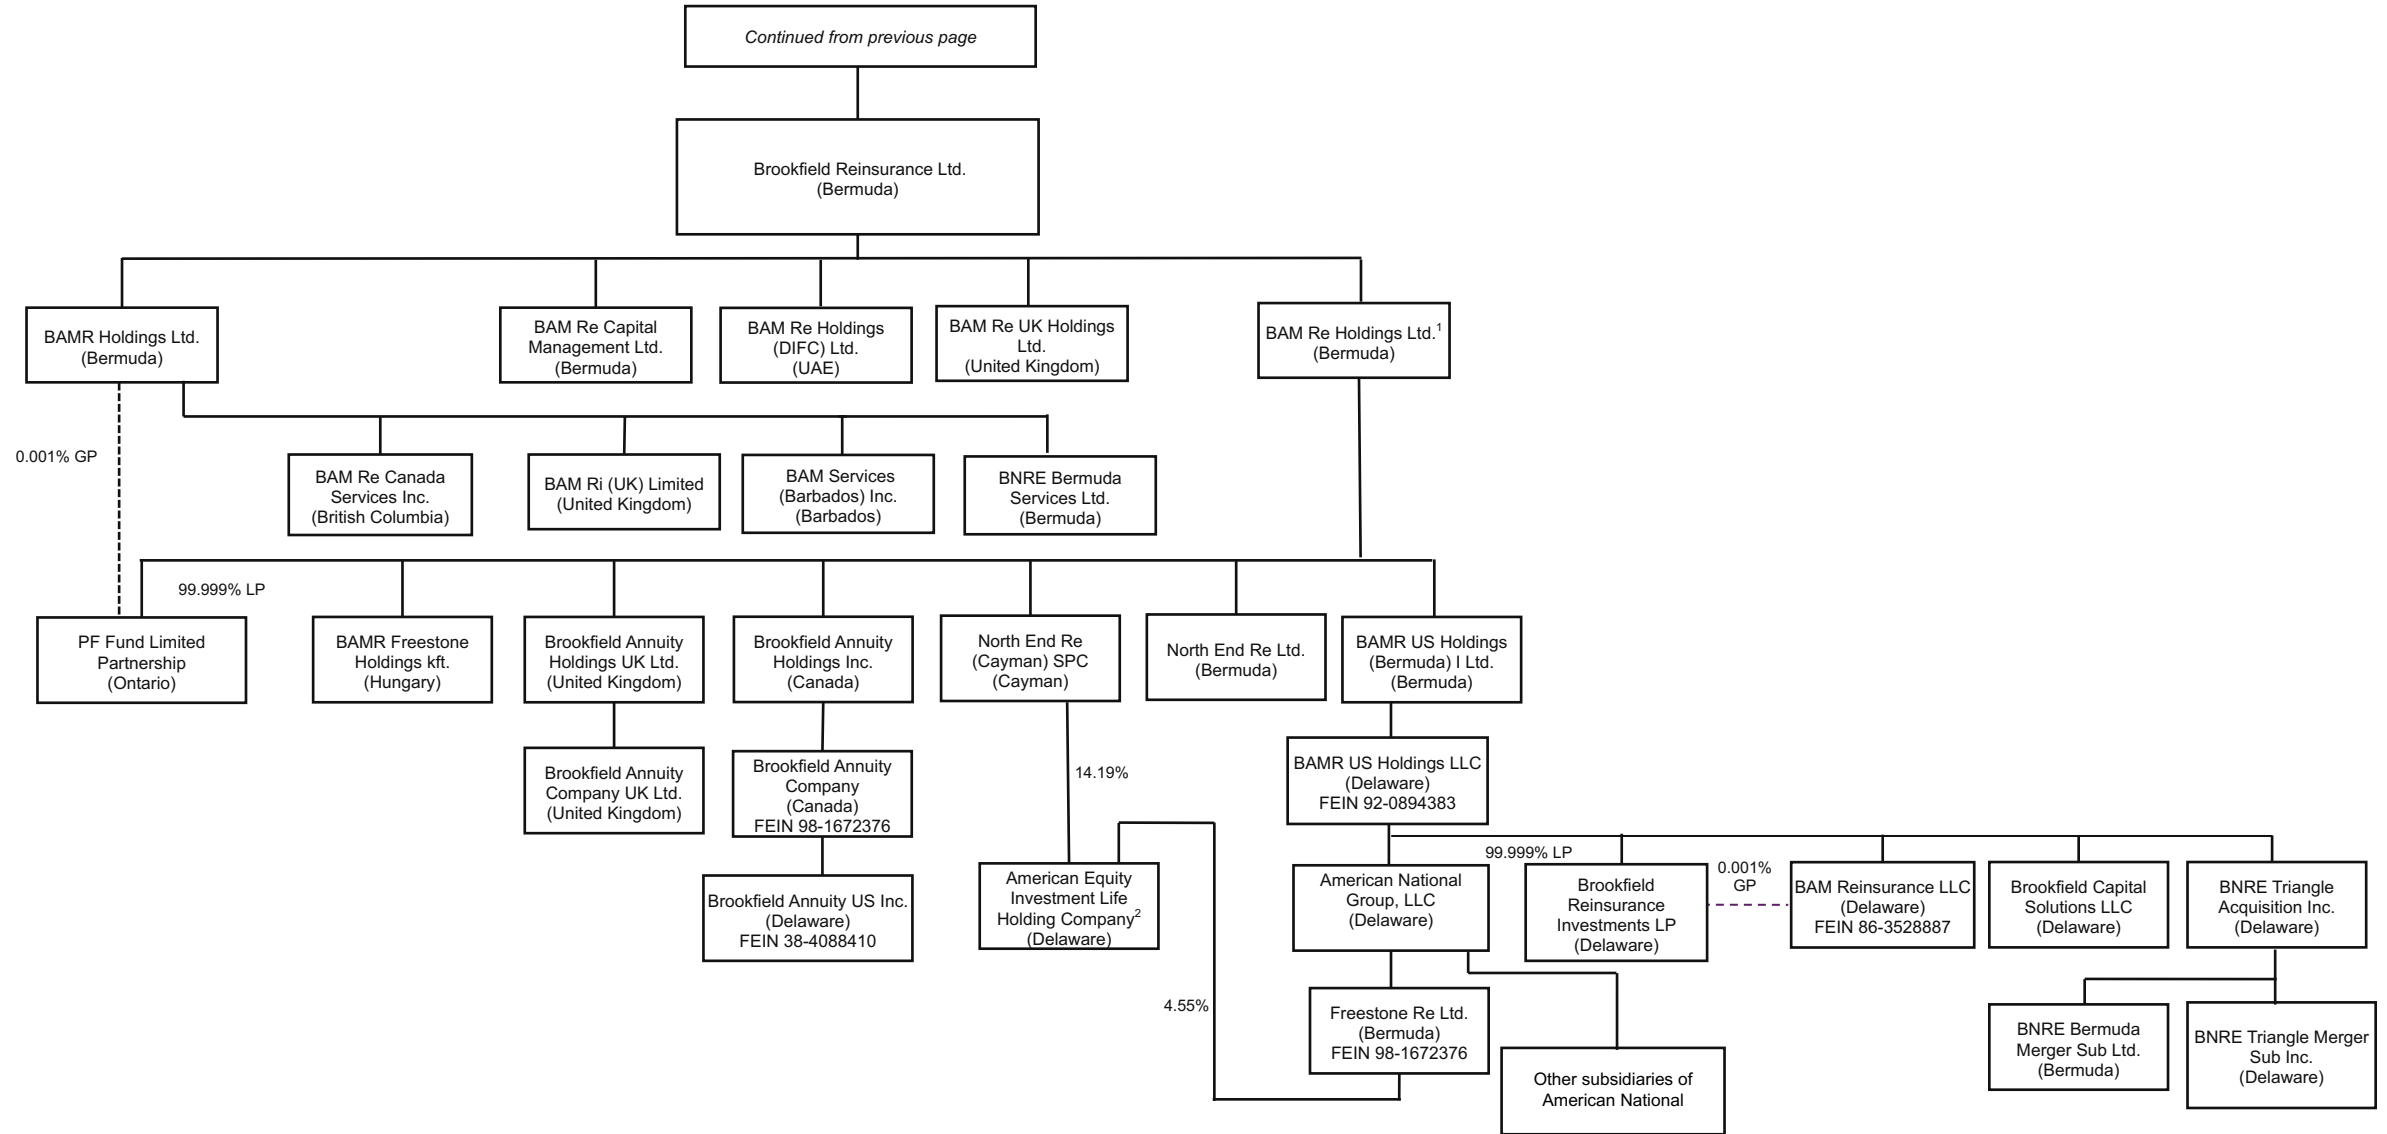 Continued from previous page
Brookfield Reinsurance Ltd.
(Bermuda)
BAMR Holdings Ltd.
(Bermuda)
BAM Re Capital
Management Ltd.
(Bermuda)
BAM Re Holdings
(DIFC) Ltd.
(UAE)
BAM Re UK Holdings
Ltd.
(United Kingdom)
BAM Re Holdings Ltd.1
(Bermuda)
0.001% GP
BAM Re Canada
Services Inc.
(British Columbia)
BAM Ri (UK) Limited
(United Kingdom)
BAM Services
(Barbados) Inc.
(Barbados)
BNRE Bermuda
Services Ltd.
(Bermuda)
99.999% LP
PF Fund Limited
Partnership
(Ontario)
BAMR Freestone
Holdings kft.
(Hungary)
Brookfield Annuity
Holdings UK Ltd.
(United Kingdom)
Brookfield Annuity
Holdings Inc.
(Canada)
North End Re
(Cayman) SPC
(Cayman)
North End Re Ltd.
(Bermuda)
BAMR US Holdings
(Bermuda) I Ltd.
(Bermuda)
Brookfield Annuity
Company UK Ltd.
(United Kingdom)
Brookfield Annuity
Company
(Canada)
FEIN 98-1672376
14.19%
BAMR US Holdings LLC
(Delaware)
FEIN 92-0894383
Brookfield Annuity US Inc.
(Delaware)
FEIN 38-4088410
American Equity
Investment Life
Holding Company2
(Delaware)
American National
Group, LLC
(Delaware)
99.999% LP
Brookfield
Reinsurance
Investments LP
(Delaware)
0.001%
GP
BAM Reinsurance LLC
(Delaware)
FEIN 86-3528887
Brookfield Capital
Solutions LLC
(Delaware)
BNRE Triangle
Acquisition Inc.
(Delaware)
4.55%
Freestone Re Ltd.
(Bermuda)
FEIN 98-1672376
Other subsidiaries of
American National
BNRE Bermuda
Merger Sub Ltd.
(Bermuda)
BNRE Triangle Merger
Sub Inc.
(Delaware)